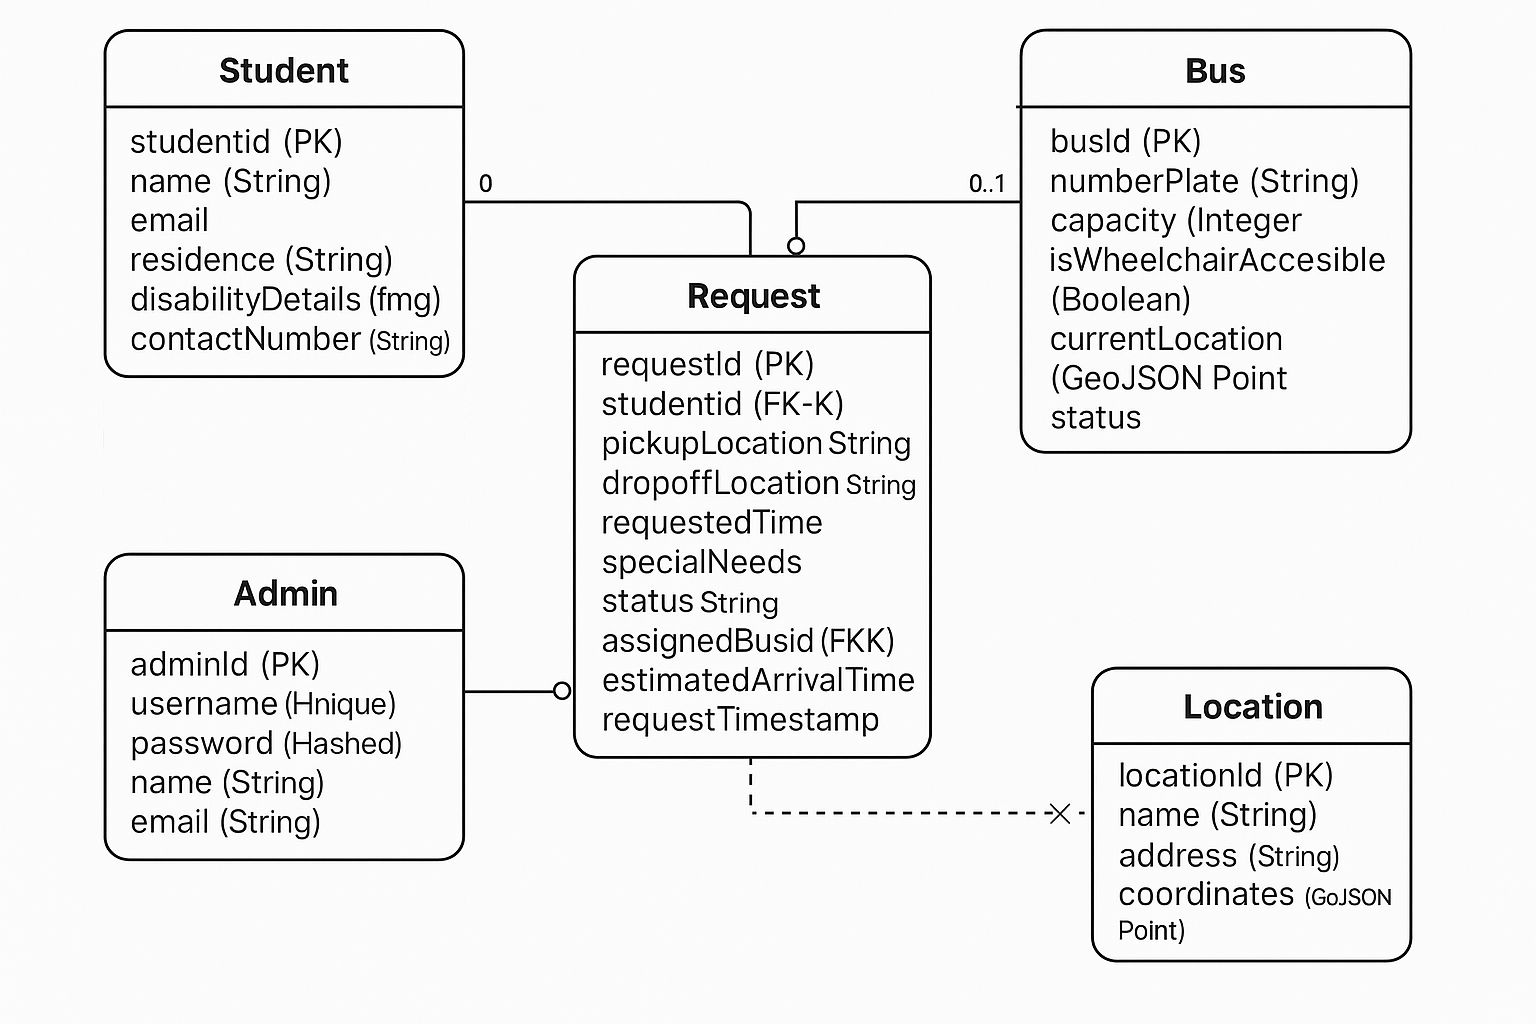 Student
studentid (PK)
name (String)
email
residence (String)
disabilityDetails (fmg)
contactNumber (String)
0
0..1
Bus
busId (PK)
numberPlate (String)
capacity (Integer
isWheelchairAccesible
(Boolean)
currentLocation
(GeoJSON Point
status
Request
requestId (PK)
studentid (FK-K)
pickupLocation String
dropoffLocation String
requestedTime
specialNeeds
status String
assignedBusid (FKK)
estimatedArrivalTime
requestTimestamp
Admin
adminId (PK)
username (Hnique)
password (Hashed)
name (String)
email (String)
Location
locationId (PK)
name (String)
address (String)
coordinates (GoJSON
Point)